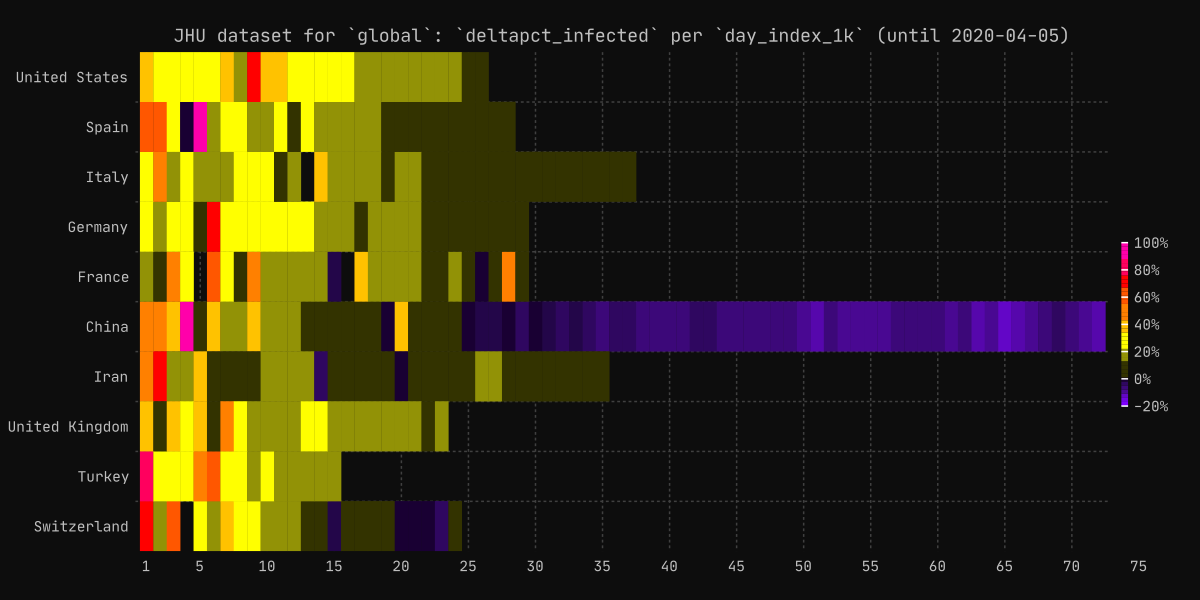 JHU dataset for `global`: `deltapct_infected` per `day_index_1k` (until 2020-04-05)
United States
Spain
Italy
Germany
France
China
Iran
United Kingdom
Turkey
Switzerland
100%
80%
60%
40%
20%
0%
-20%
1 5 10 15 20 25 30 35 40 45 50 55 60 65 70 75